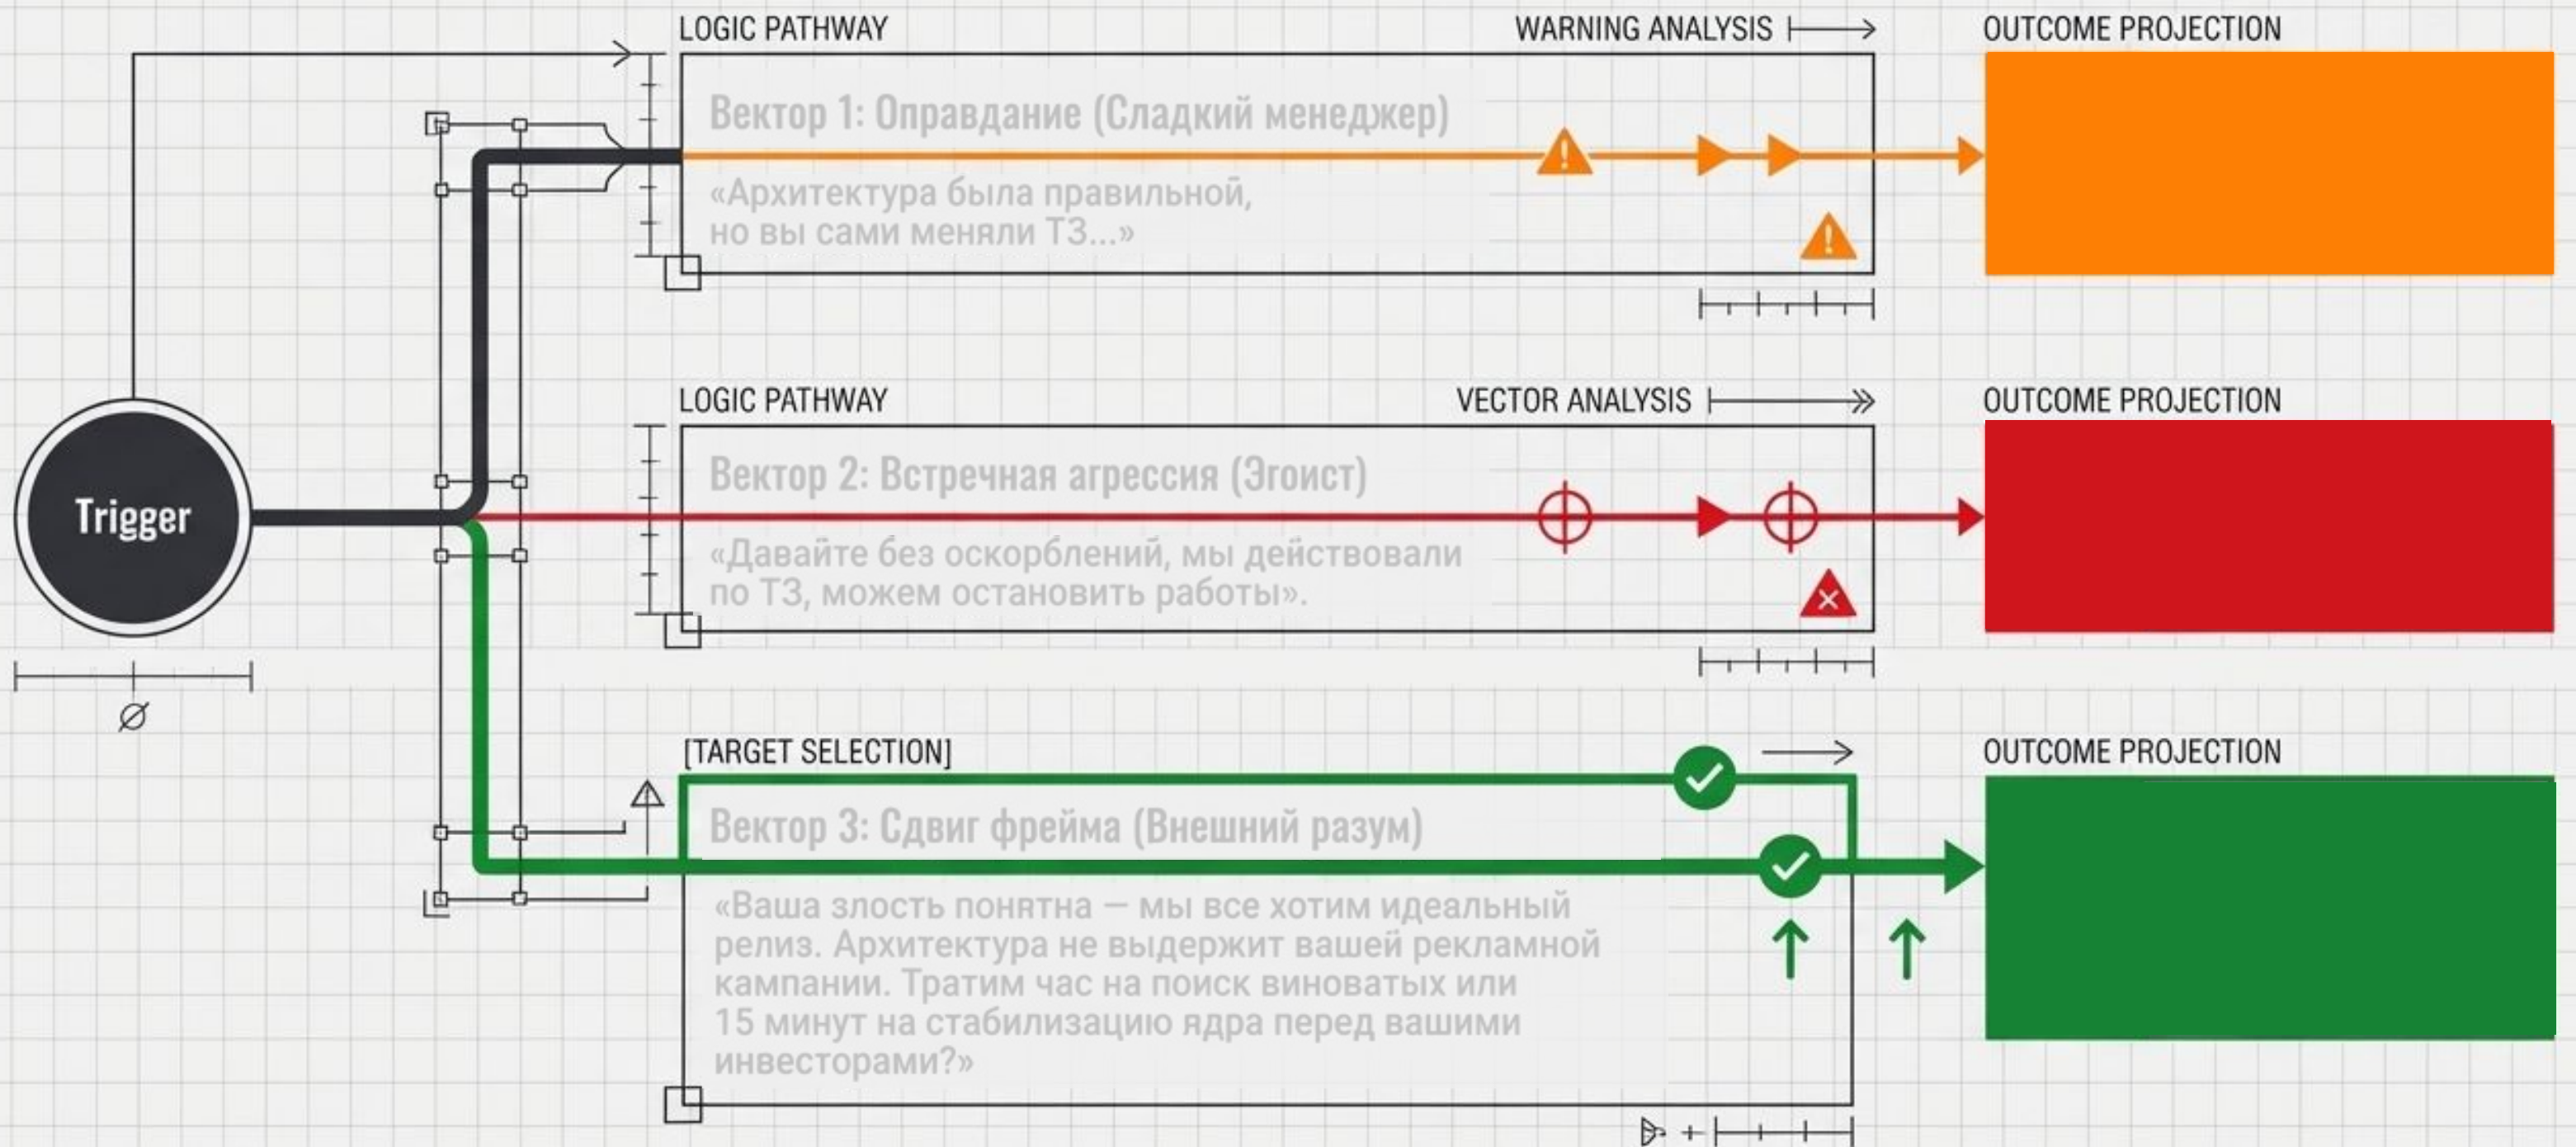 LOGIC PATHWAY
WARNING ANALYSIS
OUTCOME PROJECTION
Вектор 1: Оправдание (Сладкий менеджер)
«Архитектура была правильной,
но вы сами меняли ТЗ...»
LOGIC PATHWAY
VECTOR ANALYSIS
OUTCOME PROJECTION
Вектор 2: Встречная агрессия (Эгоист)
Trigger
«Давайте без оскорблений, мы действовали
по ТЗ, можем остановить работы».
Ø
[TARGET SELECTION]
OUTCOME PROJECTION
Вектор 3: Сдвиг фрейма (Внешний разум)
«Ваша злость понятна — мы все хотим идеальный
релиз. Архитектура не выдержит вашей рекламной
кампании. Тратим час на поиск виноватых или
15 минут на стабилизацию ядра перед вашими
инвесторами?»